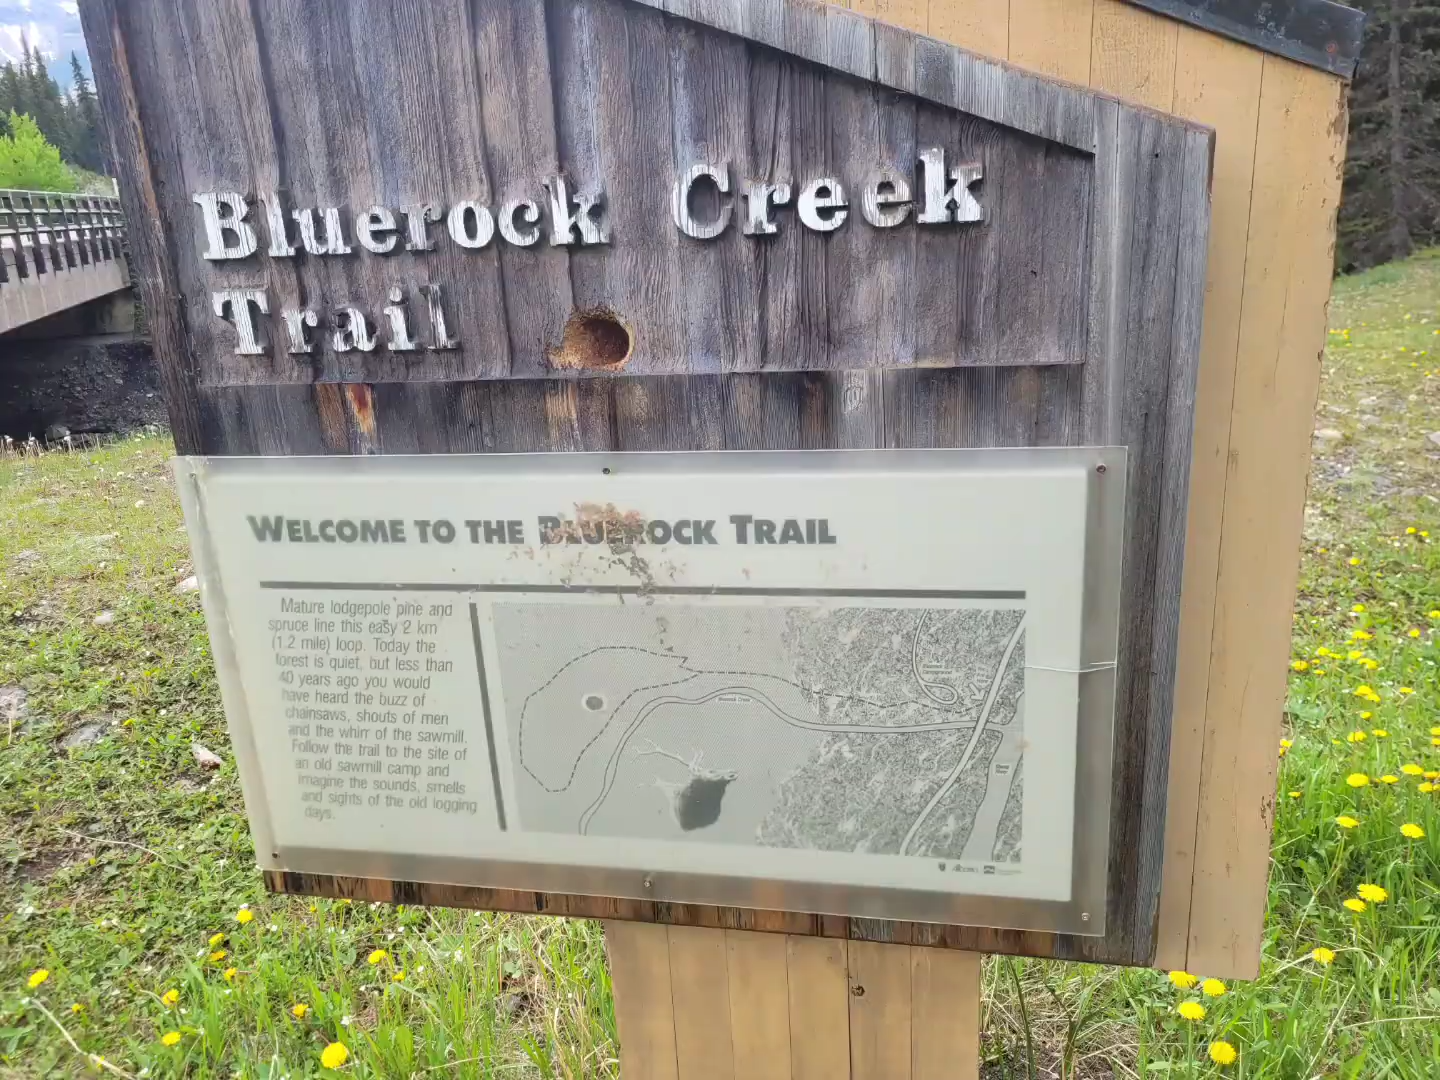 Bluerock Creek
Trail
WELCOME TO THE BLUEROCK TRAIL
Mature lodgepole pine and
spruce line this easy 2 km
(1.2 mile) loop. Today the
forest is quiet, but less than
40 years ago you would
have heard the buzz of
chainsaws, shouts of men
and the whirr of the sawmill.
Follow the trail to the site of
an old sawmill camp and
imagine the sounds, smells
and sights of the old logging
days.